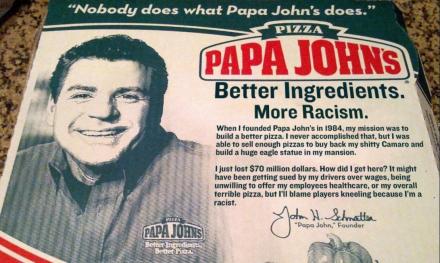 “Nobody does what Papa John's does.”
PIZZA
PAPA JOHN'S
Better Ingredients.
More Racism.
When I founded Papa John's in 1984, my mission was to
build a better pizza. I never accomplished that, but I was
able to sell enough pizzas to buy back my shitty Camaro and
build a huge eagle statue in my mansion.
I just lost $70 million dollars. How did I get here? It might
have been getting sued by my drivers over wages, being
unwilling to offer my employees healthcare, or my overall
terrible pizza, but I'll blame players kneeling because I'm a
racist.
John H. Schnatter
"Papa John," Founder
PIZZA
PAPA JOHN'S
Better Ingredients.
Better Pizza.